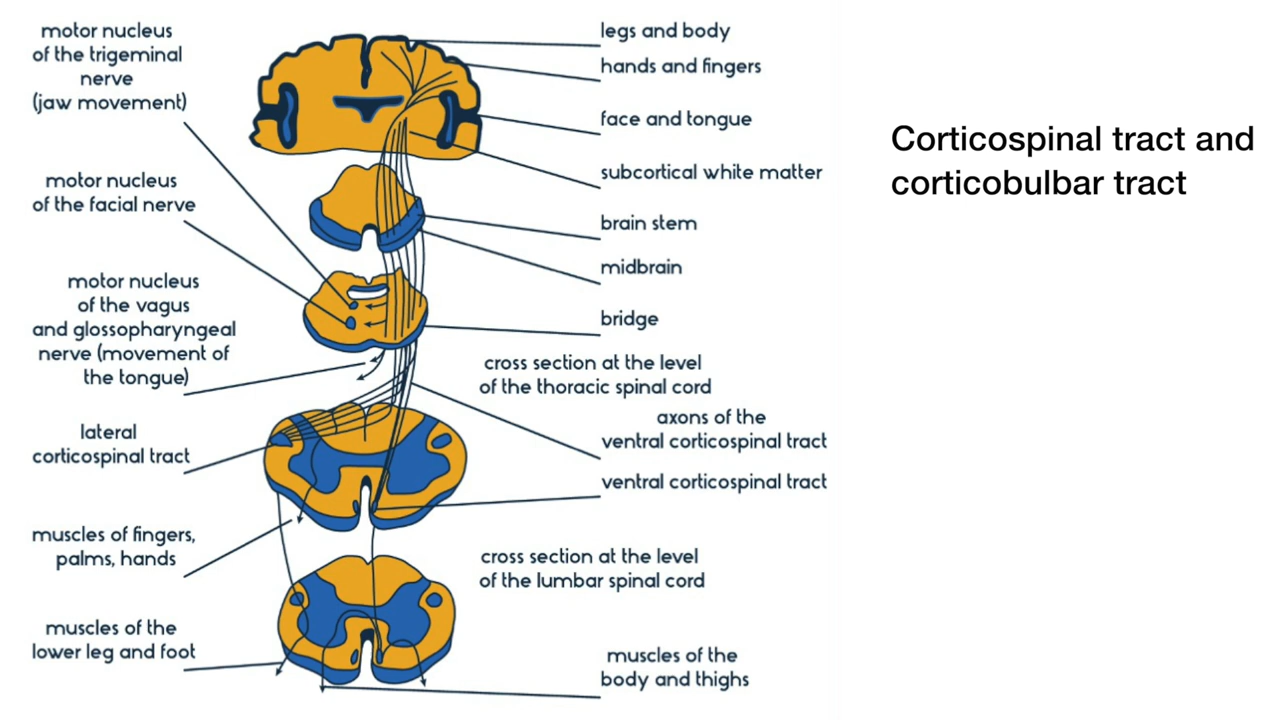 motor nucleus
of the trigeminal
nerve
(jaw movement)
motor nucleus
of the facial nerve
motor nucleus
of the vagus
and glossopharyngeal
nerve (movement of
the tongue)
lateral
corticospinal tract
muscles of fingers,
palms, hands
muscles of the
lower leg and foot
legs and body
hands and fingers
face and tongue
subcortical white matter
brain stem
midbrain
bridge
cross section at the level
of the thoracic spinal cord
axons of the
ventral corticospinal tract
ventral corticospinal tract
cross section at the level
of the lumbar spinal cord
muscles of the
body and thighs
Corticospinal tract and
corticobulbar tract